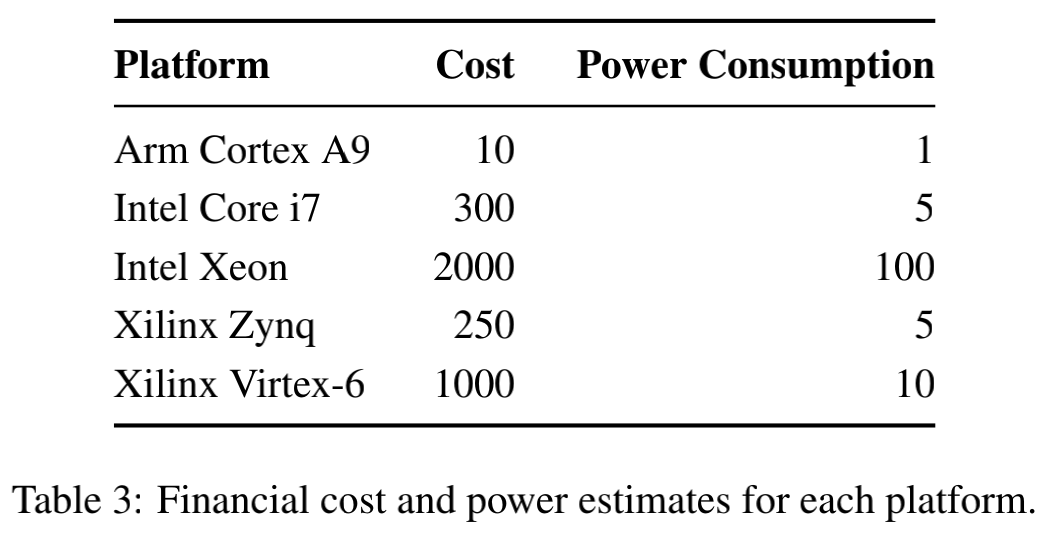 Platform Cost Power Consumption
Arm Cortex A9 10 1
Intel Core i7 300 5
Intel Xeon 2000 100
Xilinx Zynq 250 5
Xilinx Virtex-6 1000 10
Table 3: Financial cost and power estimates for each platform.